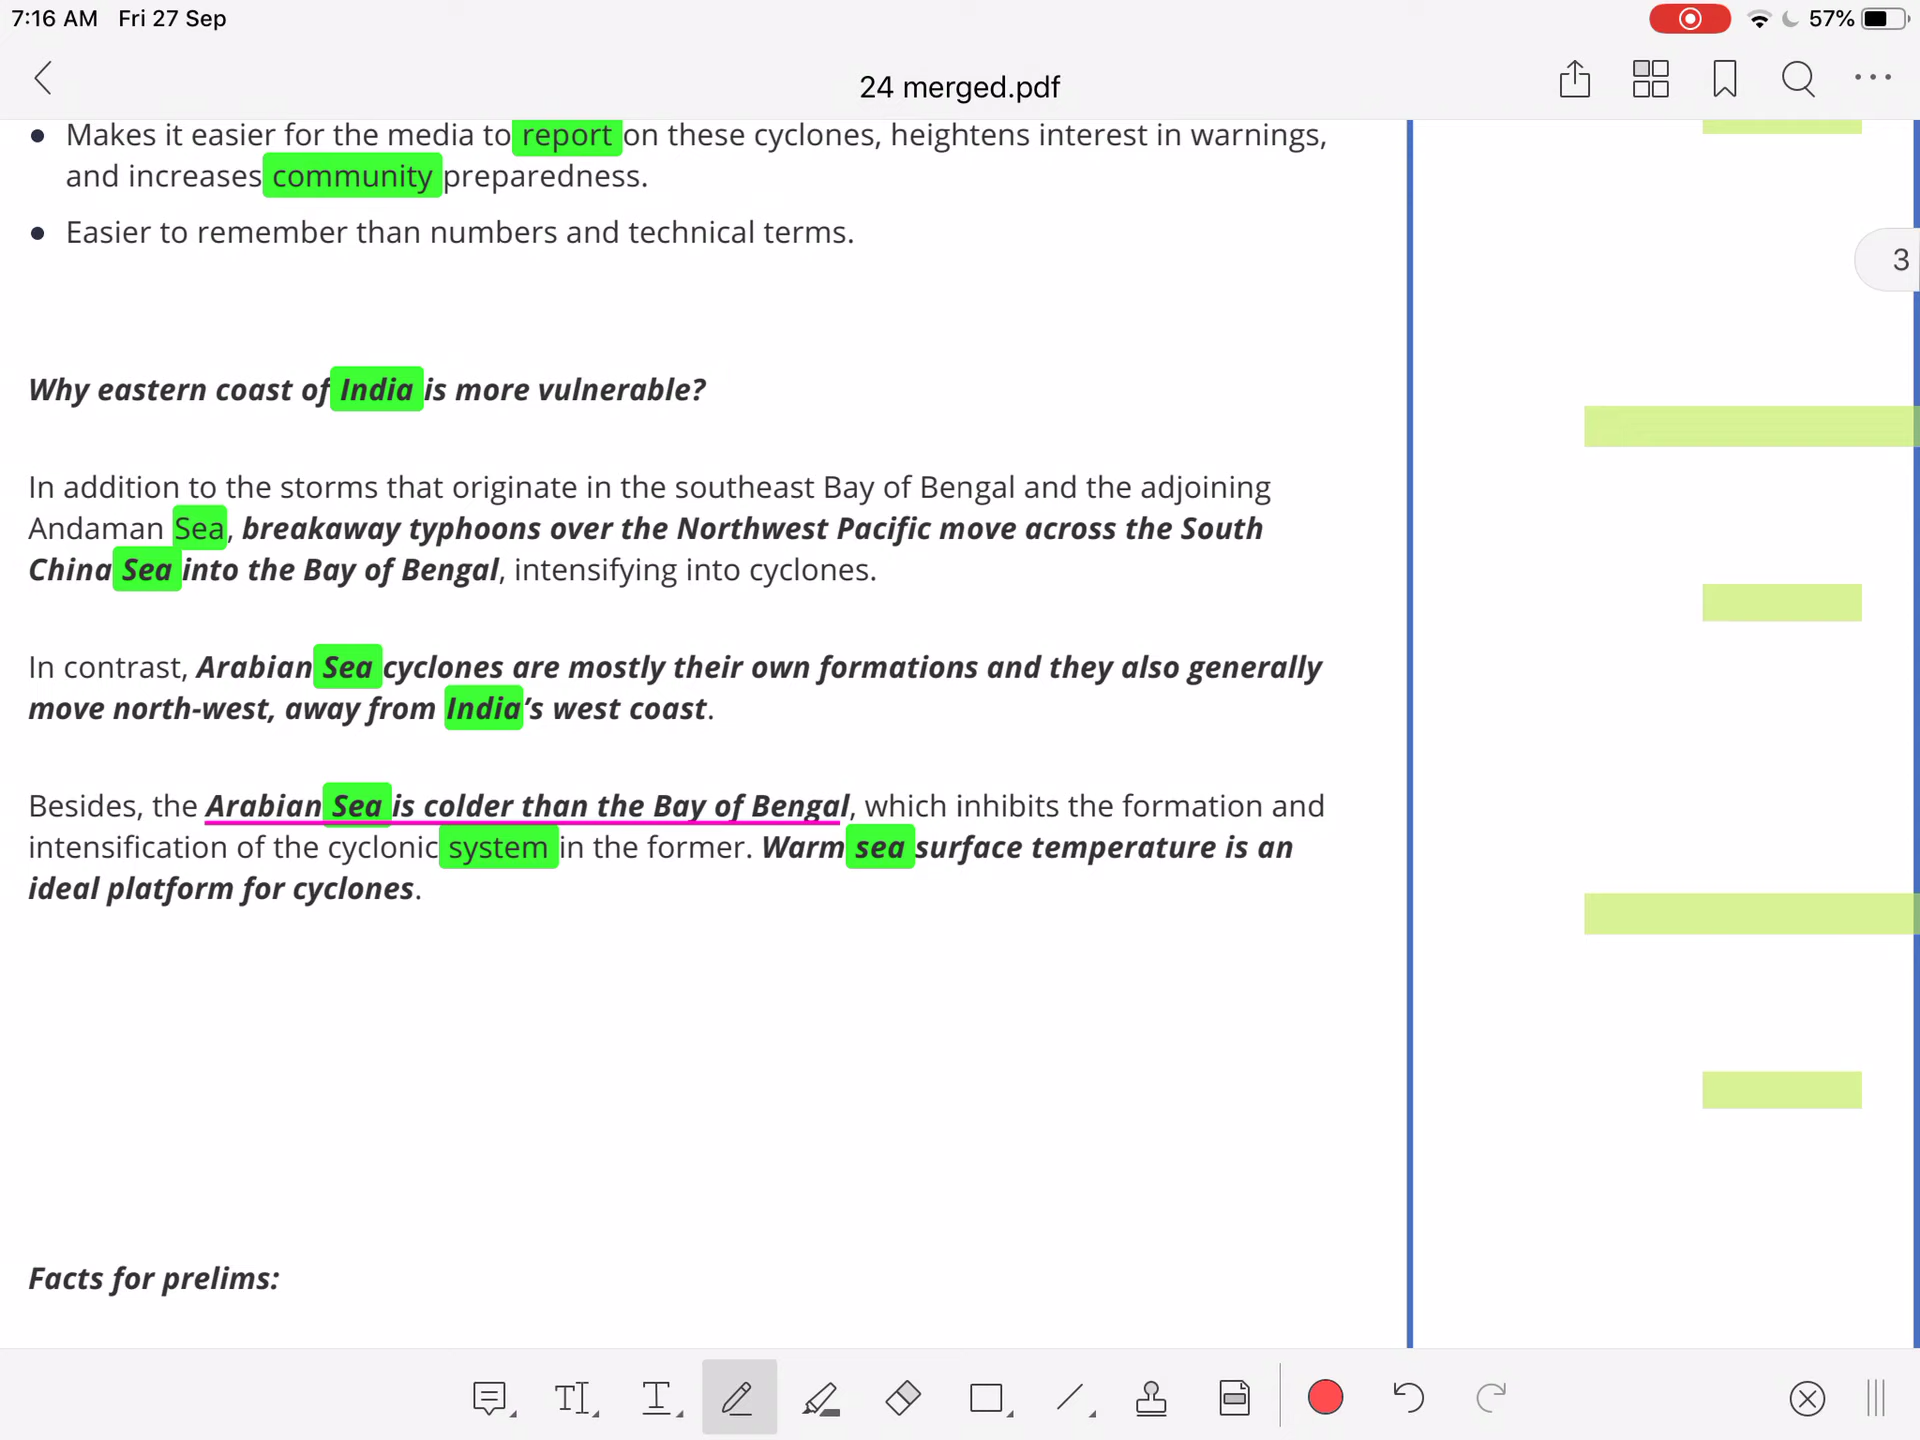 7:16 AM Fri 27 Sep
57%
24 merged.pdf
• Makes it easier for the media to report on these cyclones, heightens interest in warnings,
and increases community preparedness.
• Easier to remember than numbers and technical terms.
3
Why eastern coast of India is more vulnerable?
In addition to the storms that originate in the southeast Bay of Bengal and the adjoining
Andaman Sea, breakaway typhoons over the Northwest Pacific move across the South
China Sea into the Bay of Bengal, intensifying into cyclones.
In contrast, Arabian Sea cyclones are mostly their own formations and they also generally
move north-west, away from India’s west coast.
Besides, the Arabian Sea is colder than the Bay of Bengal, which inhibits the formation and
intensification of the cyclonic system in the former. Warm sea surface temperature is an
ideal platform for cyclones.
Facts for prelims: